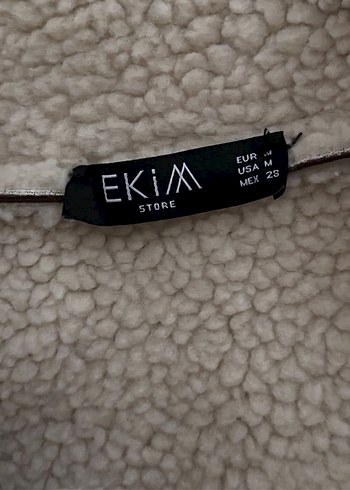 EKiM
STORE
EUR M
USA M
MEX 28